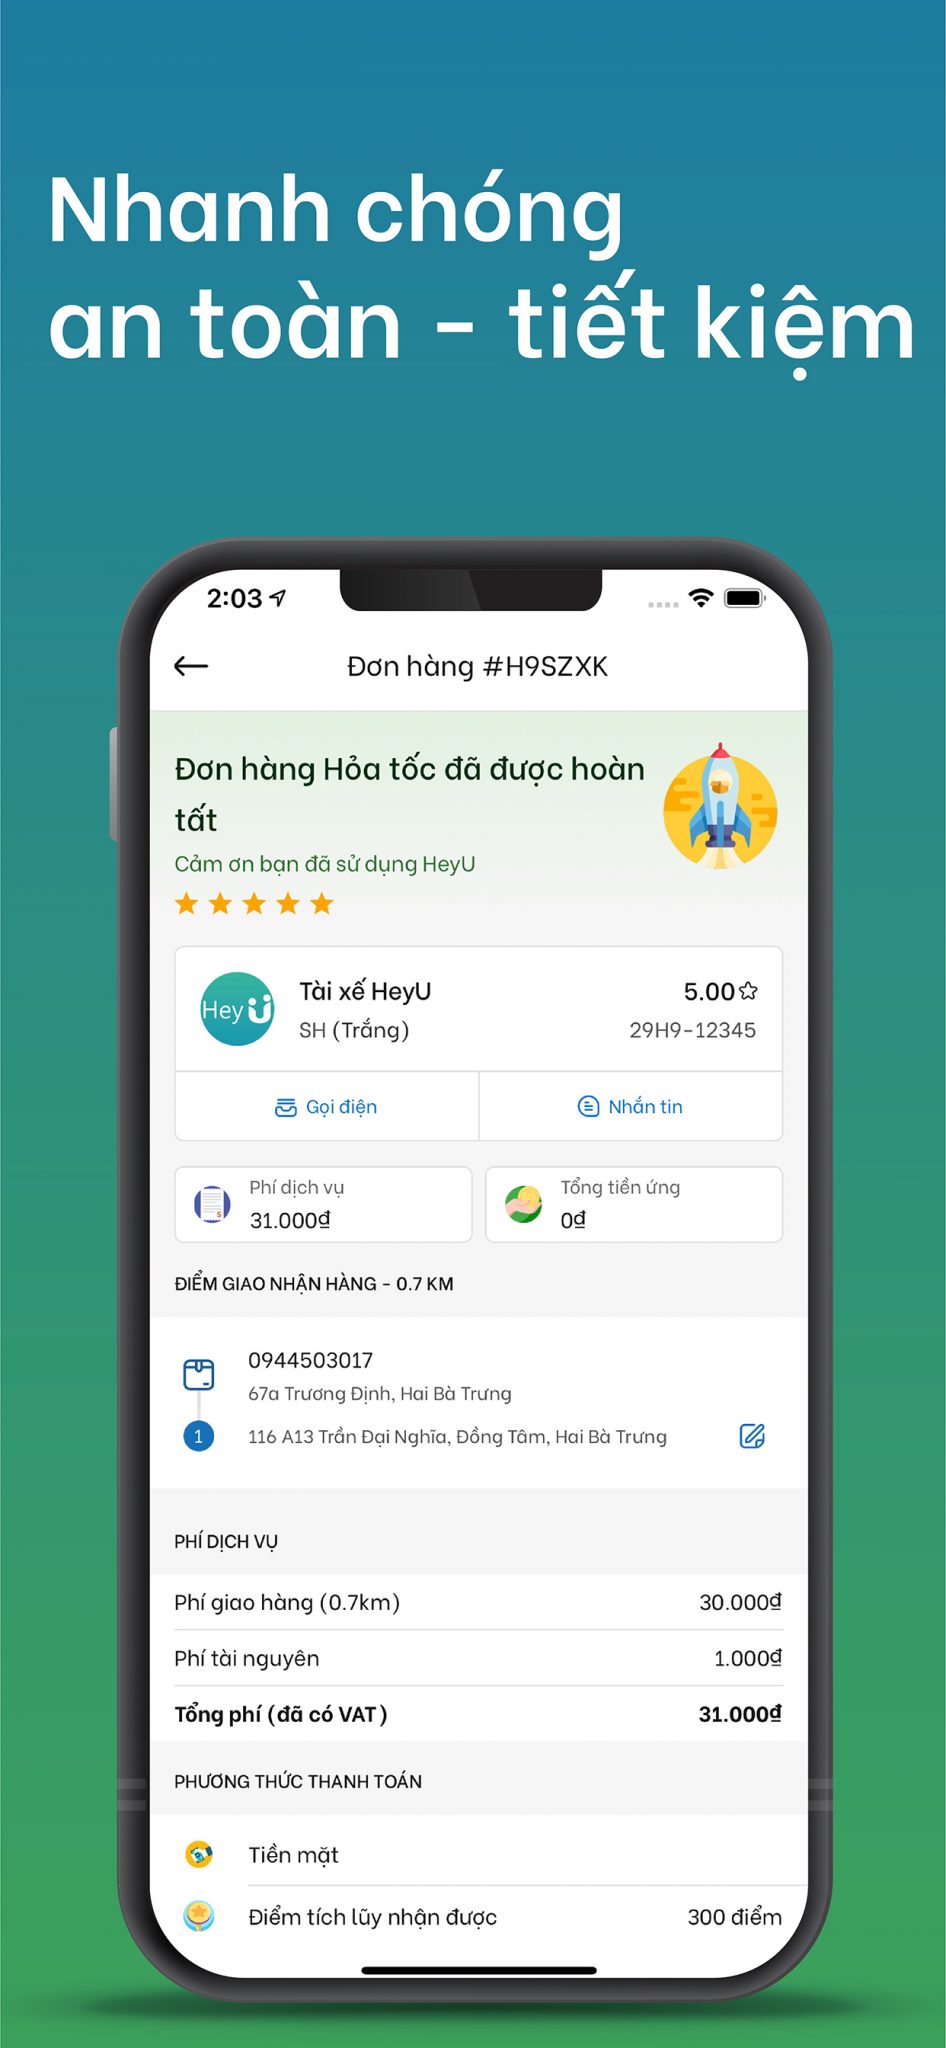 Nhanh chóng
an toàn - tiết kiệm
2:03
Đơn hàng #H9SZXK
Đơn hàng Hỏa tốc đã được hoàn
tất
Cảm ơn bạn đã sử dụng HeyU
HeyU
Tài xế HeyU
5.00
SH (Trắng)
29H9-12345
Gọi điện
Nhắn tin
Phí dịch vụ
31.000₫
Tổng tiền ứng
0₫
ĐIỂM GIAO NHẬN HÀNG - 0.7 KM
0944503017
67a Trương Định, Hai Bà Trưng
1
116 A13 Trần Đại Nghĩa, Đồng Tâm, Hai Bà Trưng
PHÍ DỊCH VỤ
Phí giao hàng (0.7km)
30.000₫
Phí tài nguyên
1.000₫
Tổng phí (đã có VAT)
31.000₫
PHƯƠNG THỨC THANH TOÁN
Tiền mặt
Điểm tích lũy nhận được
300 điểm